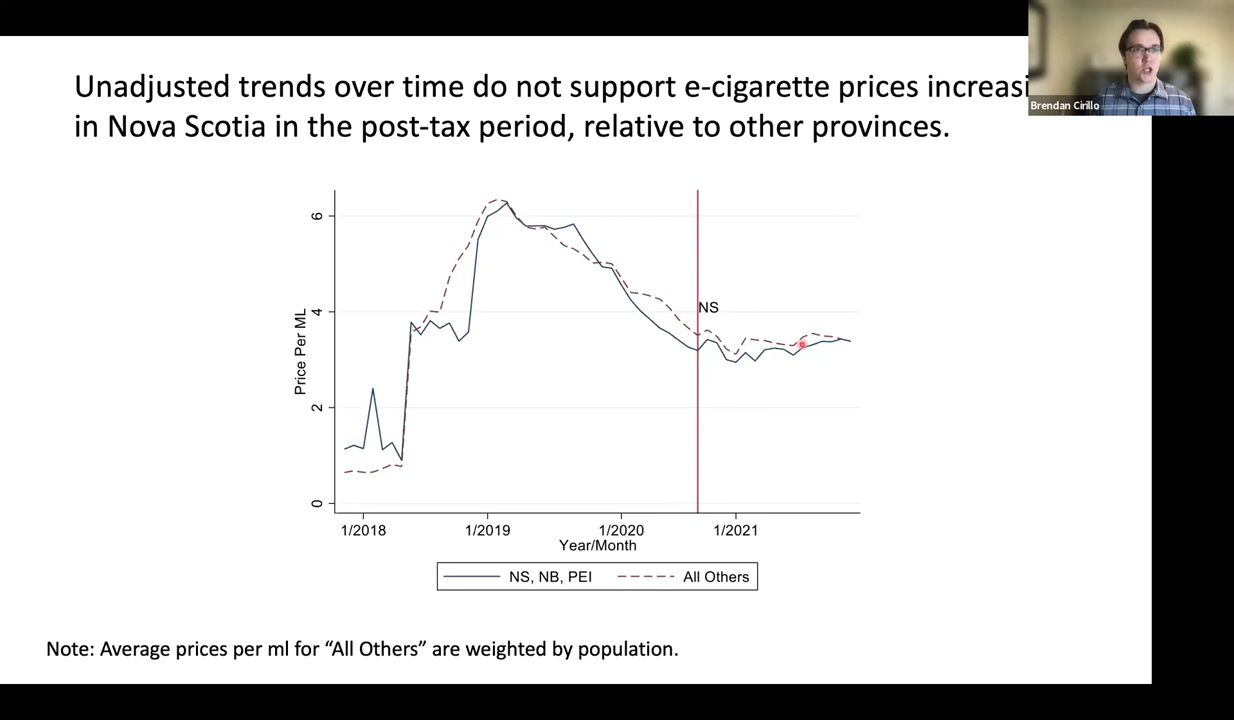 Unadjusted trends over time do not support e-cigarette prices increasi
in Nova Scotia in the post-tax period, relative to other provinces.
Brendan Cirillo
6
4
2
0
Price Per ML
NS
1/2018
1/2019
1/2020
1/2021
Year/Month
NS, NB, PEI
All Others
Note: Average prices per ml for “All Others” are weighted by population.